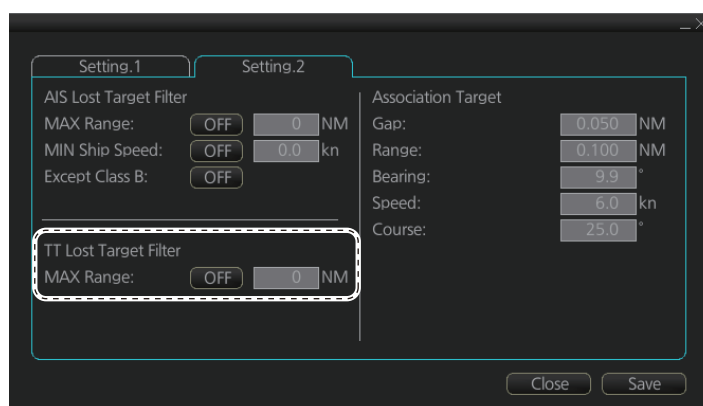 Setting.1 Setting.2
AIS Lost Target Filter
MAX Range: OFF 0 NM
MIN Ship Speed: OFF 0.0 kn
Except Class B: OFF
TT Lost Target Filter
MAX Range: OFF 0 NM
Association Target
Gap: 0.050 NM
Range: 0.100 NM
Bearing: 9.9 °
Speed: 6.0 kn
Course: 25.0 °
Close Save